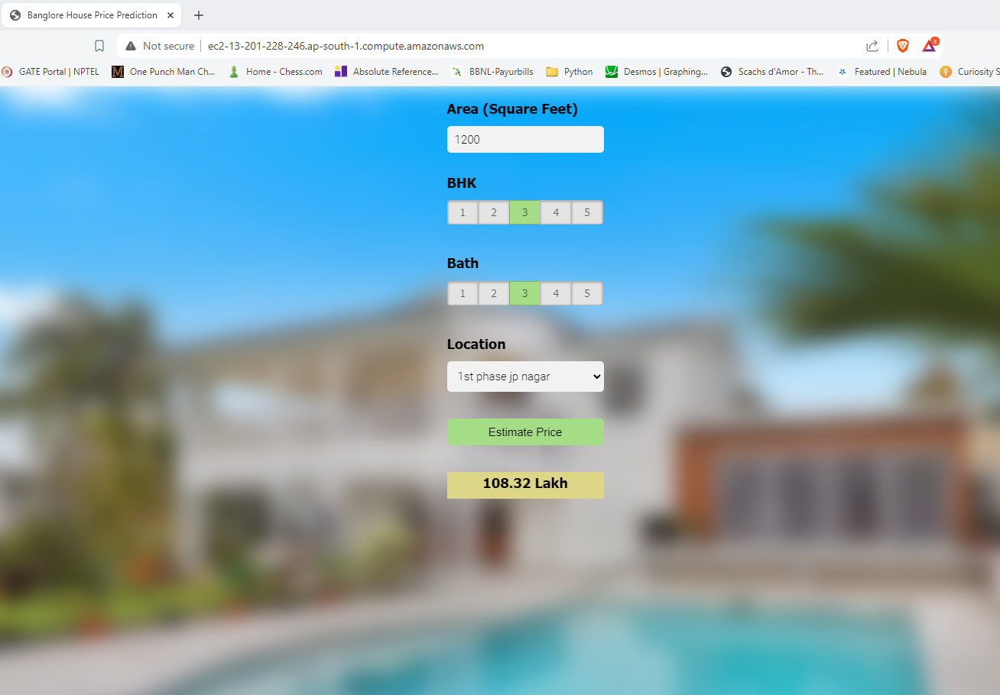 Banglore House Price Prediction
Not secure ec2-13-201-228-246.ap-south-1.compute.amazonaws.com 3
GATE Portal | NPTEL One Punch Man Ch... Home - Chess.com Absolute Reference... BBNL-Payurbills Python Desmos | Graphing... Scachs d'Amor - Th... Featured | Nebula Curiosity S
Area (Square Feet)
1200
BHK
1 2 3 4 5
Bath
1 2 3 4 5
Location
1st phase jp nagar
Estimate Price
108.32 Lakh